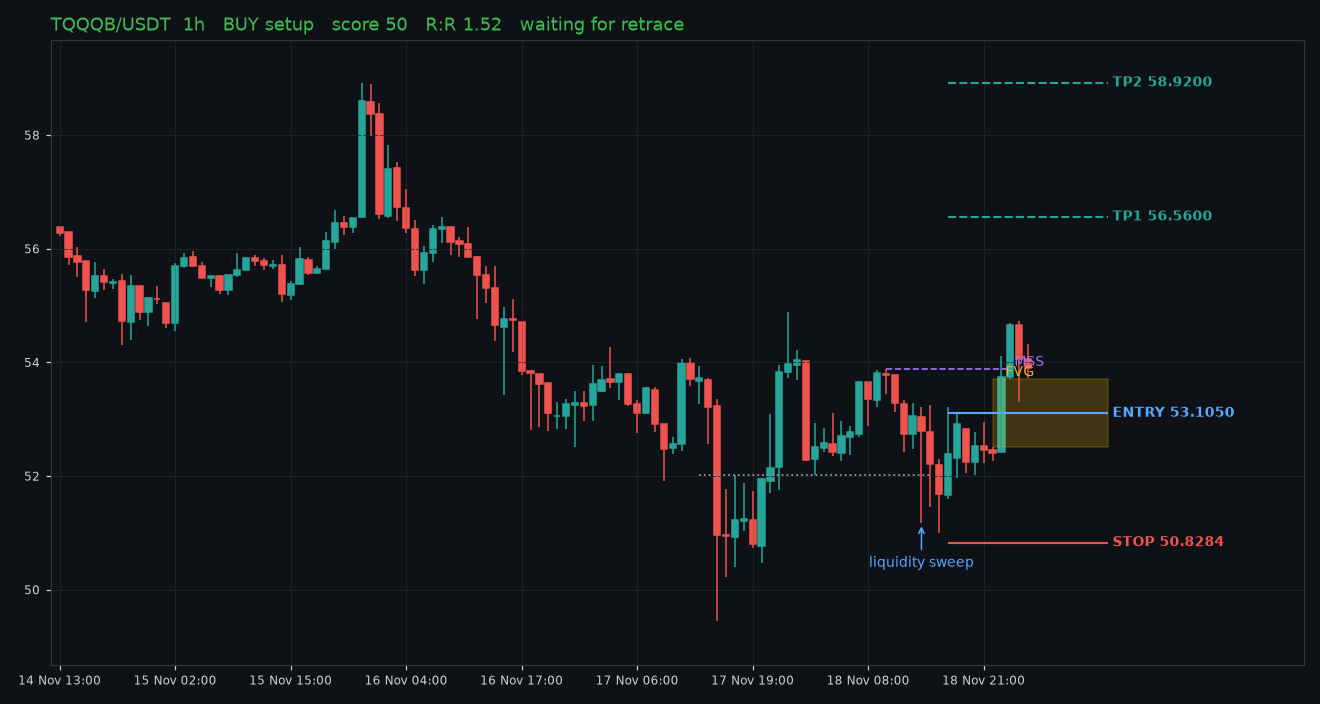 TQQQB/USDT 1h BUY setup score 50 R:R 1.52 waiting for retrace
TP2 58.9200
58
TP1 56.5600
56
54
MSS
FVG
ENTRY 53.1050
52
STOP 50.8284
liquidity sweep
50
14 Nov 13:00 15 Nov 02:00 15 Nov 15:00 16 Nov 04:00 16 Nov 17:00 17 Nov 06:00 17 Nov 19:00 18 Nov 08:00 18 Nov 21:00